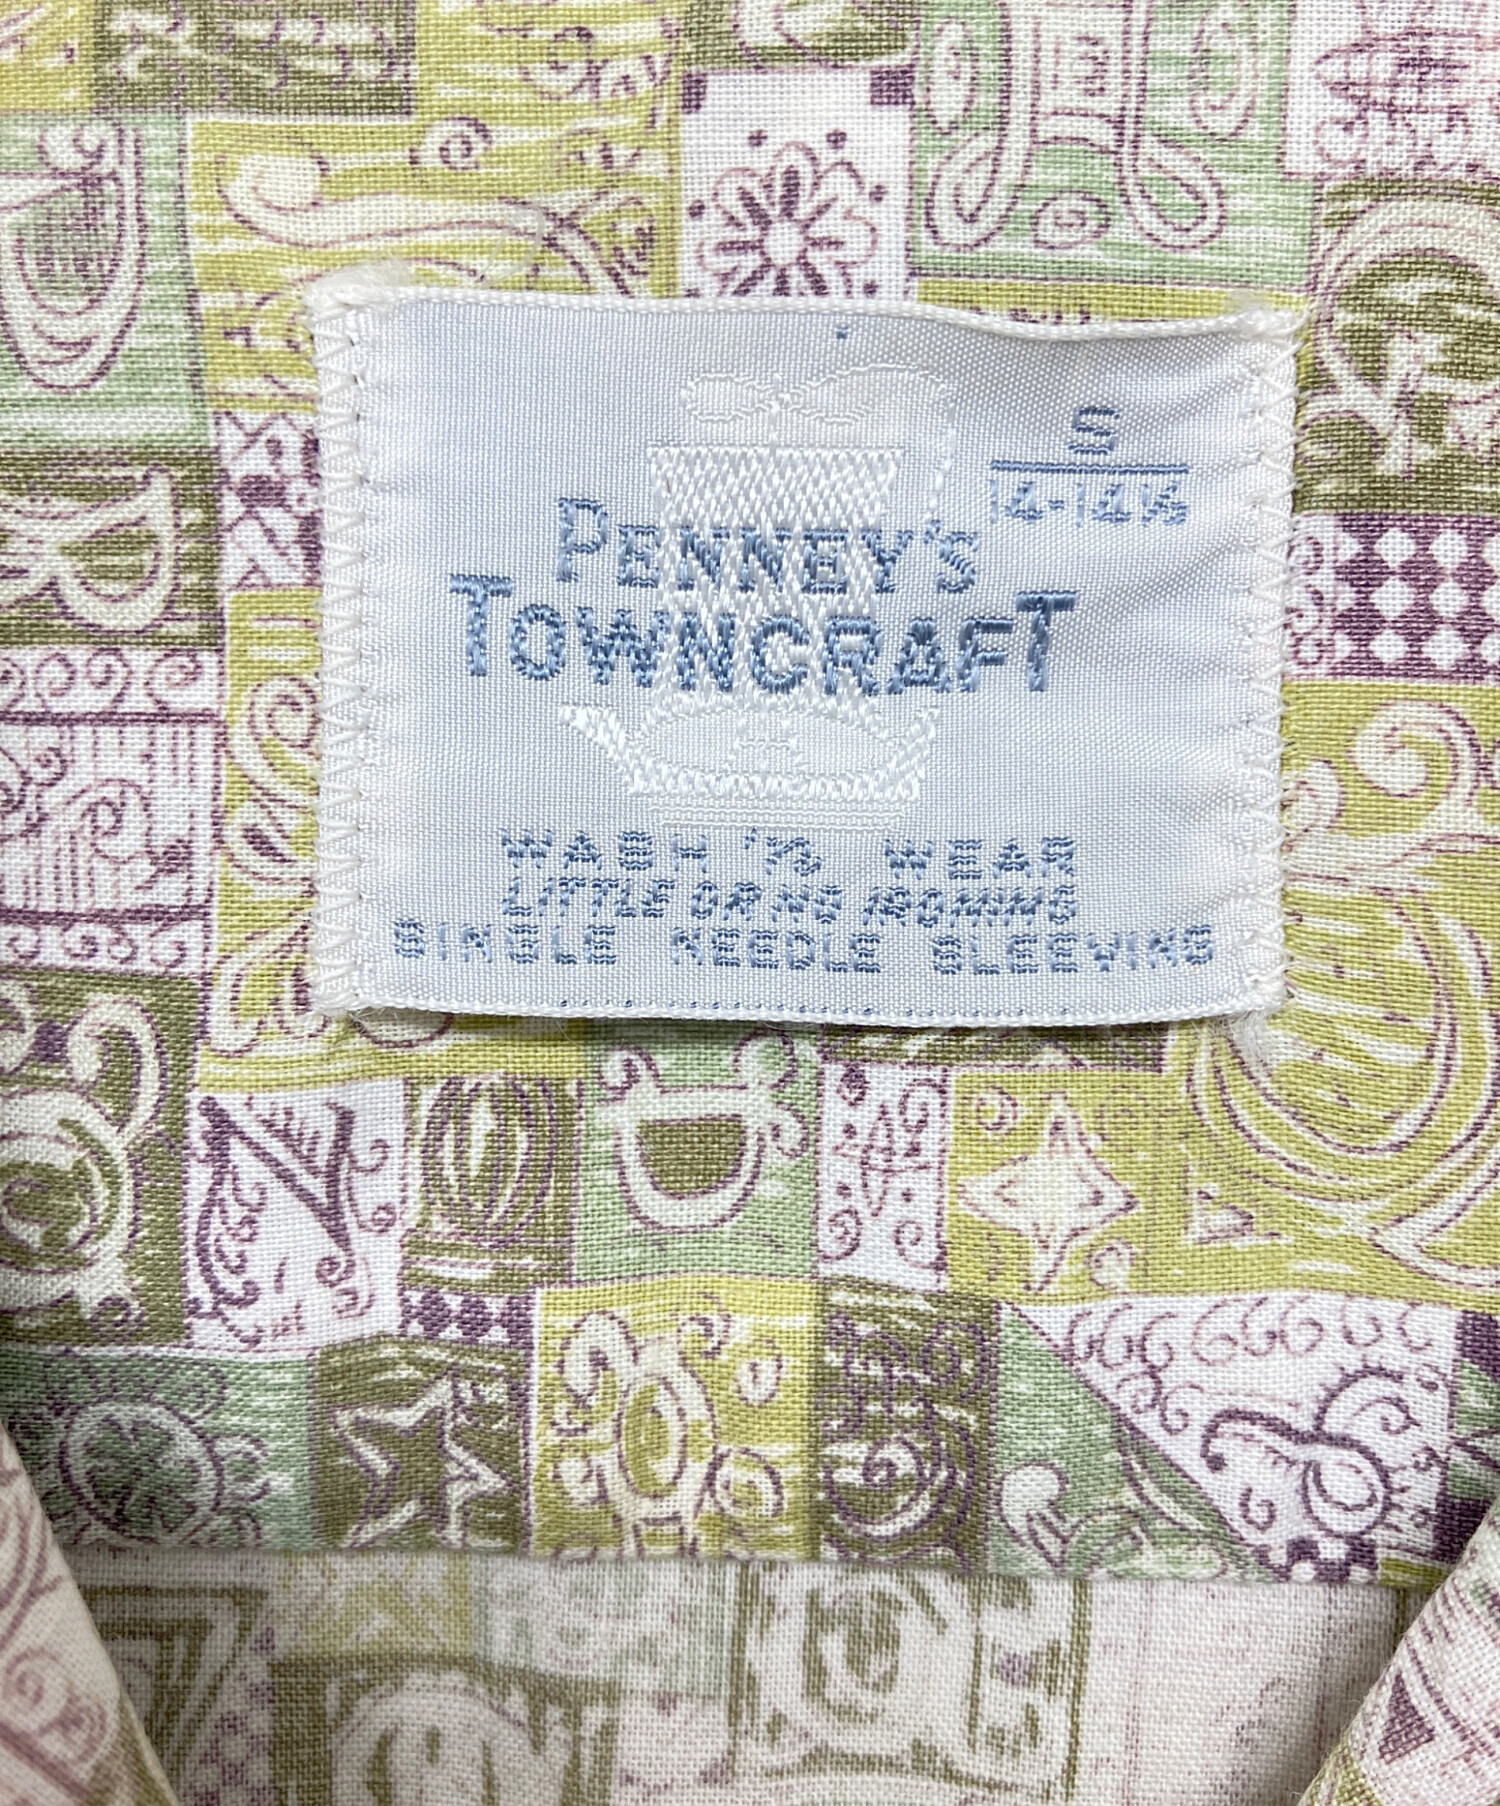 S
14-14½
PENNEY'S
TOWNCRAFT
WASH 'N WEAR
LITTLE OR NO IRONING
SINGLE NEEDLE SLEEVING